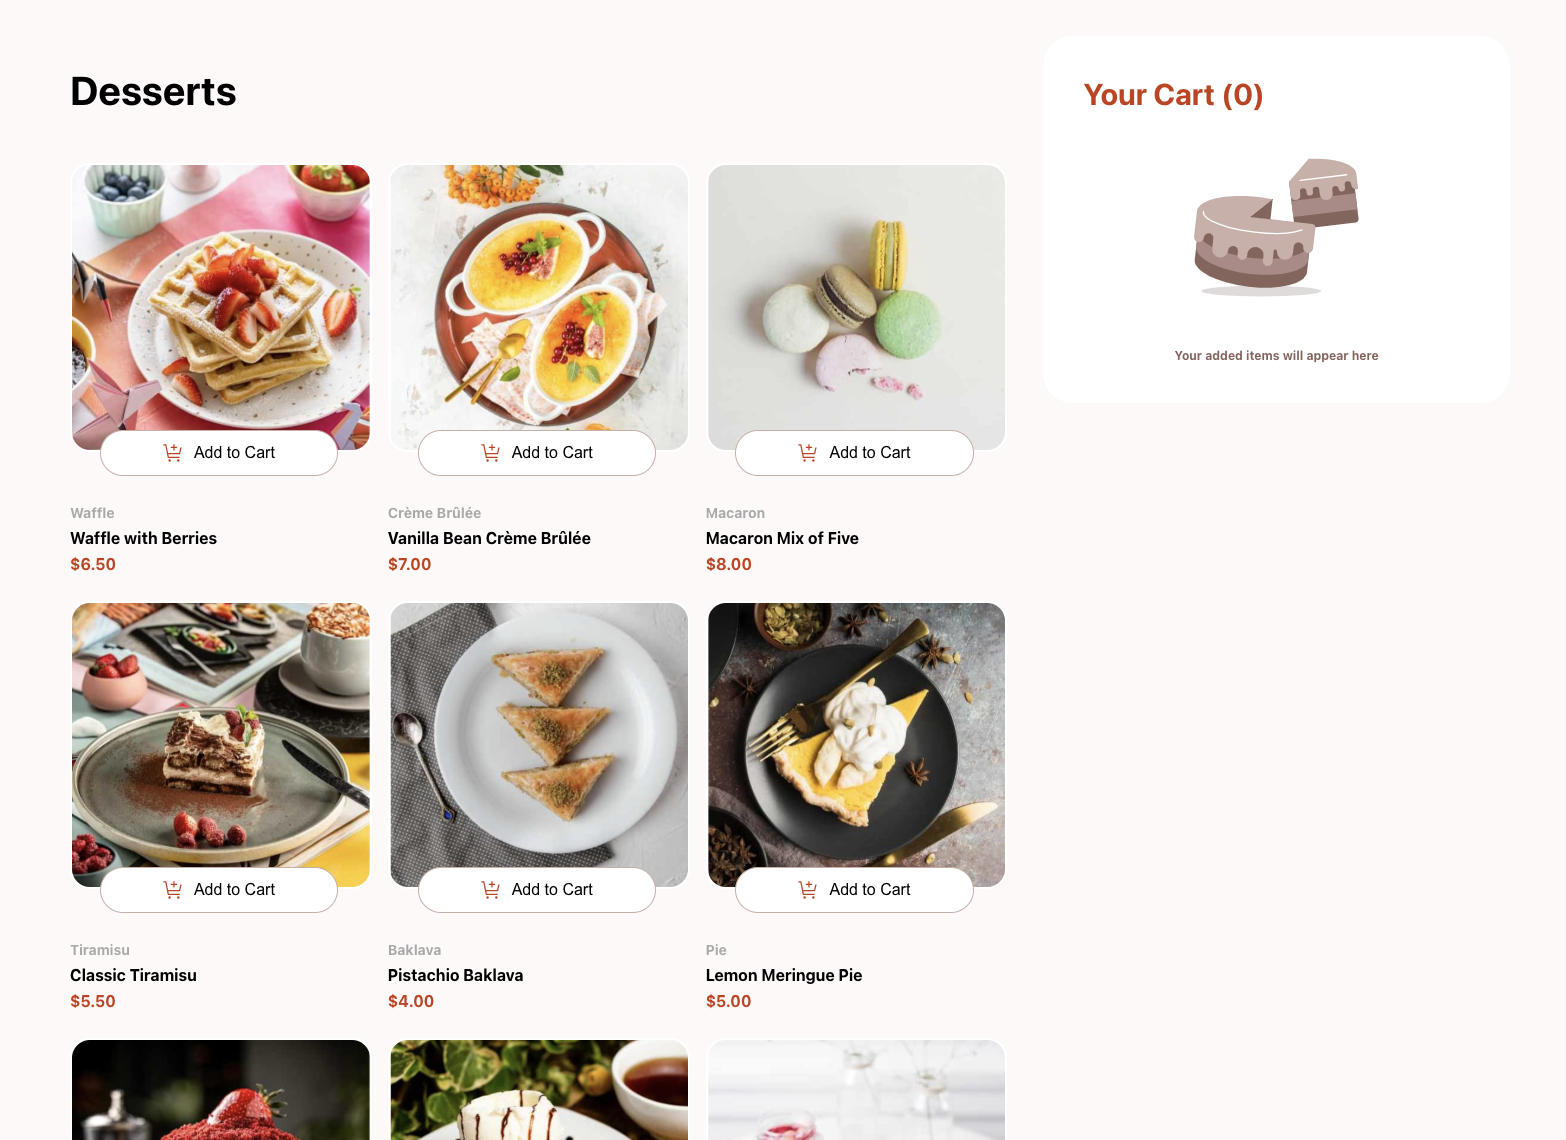 Desserts
Your Cart (0)
Your added items will appear here
Add to Cart
Add to Cart
Add to Cart
Waffle
Waffle with Berries
$6.50
Crème Brûlée
Vanilla Bean Crème Brûlée
$7.00
Macaron
Macaron Mix of Five
$8.00
Add to Cart
Add to Cart
Add to Cart
Tiramisu
Classic Tiramisu
$5.50
Baklava
Pistachio Baklava
$4.00
Pie
Lemon Meringue Pie
$5.00